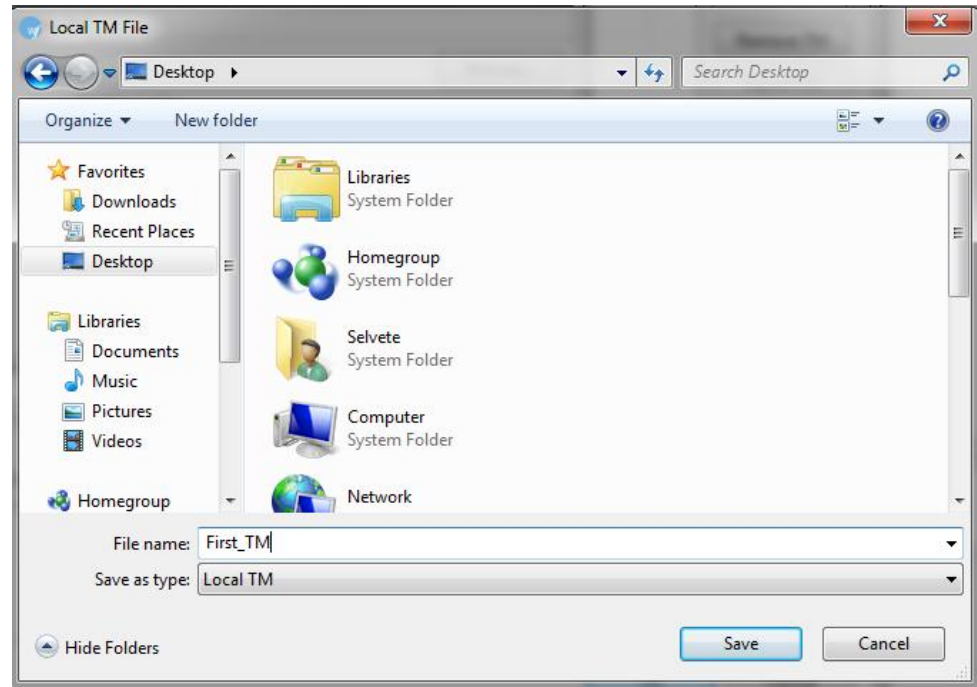 Local TM File
Desktop
Search Desktop
Organize
New folder
Favorites
Downloads
Recent Places
Desktop
Libraries
Documents
Music
Pictures
Videos
Homegroup
Libraries
System Folder
Homegroup
System Folder
Selvete
System Folder
Computer
System Folder
Network
File name: First_TM
Save as type: Local TM
Hide Folders
Save
Cancel